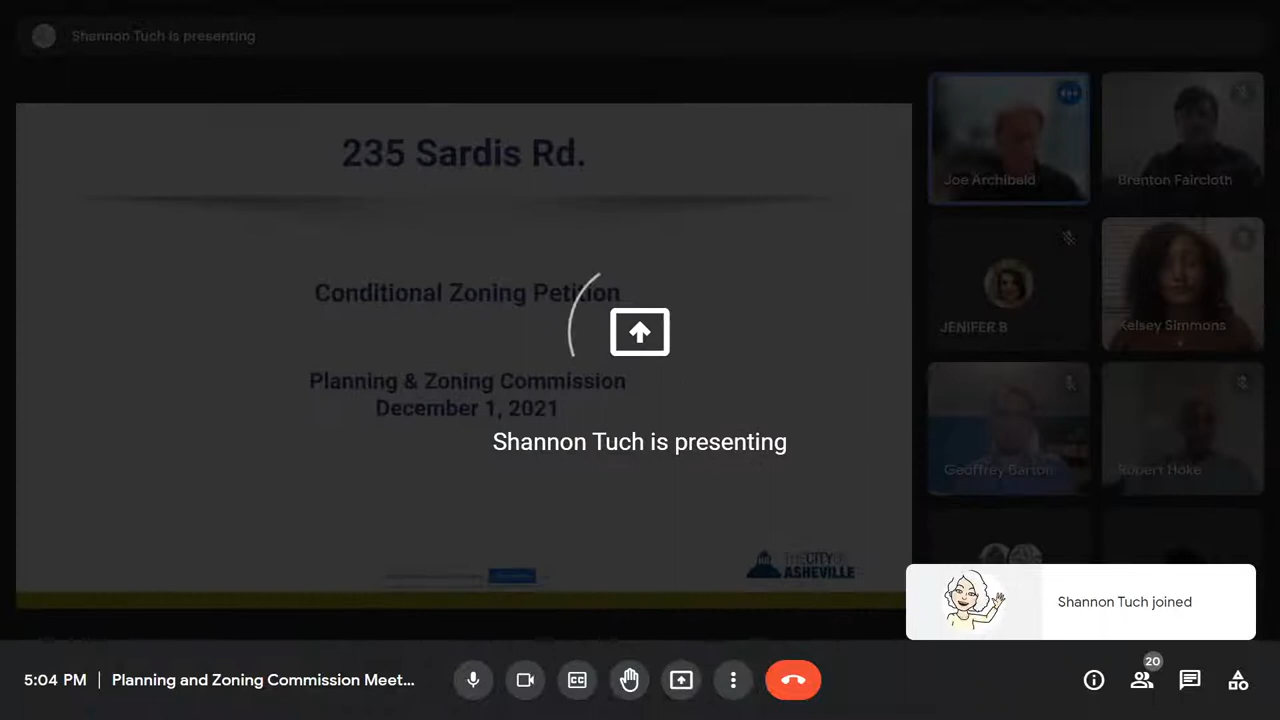 Shannon Tuch is presenting
235 Sardis Rd.
Conditional Zoning Petition
Planning & Zoning Commission
December 1, 2021
THE CITY OF
ASHEVILLE
Shannon Tuch is presenting
Joe Archibald
Brenton Faircloth
JENIFER B
Kelsey Simmons
Geoffrey Barton
Robert Hoke
Shannon Tuch joined
5:04 PM
Planning and Zoning Commission Meet...
CC
20